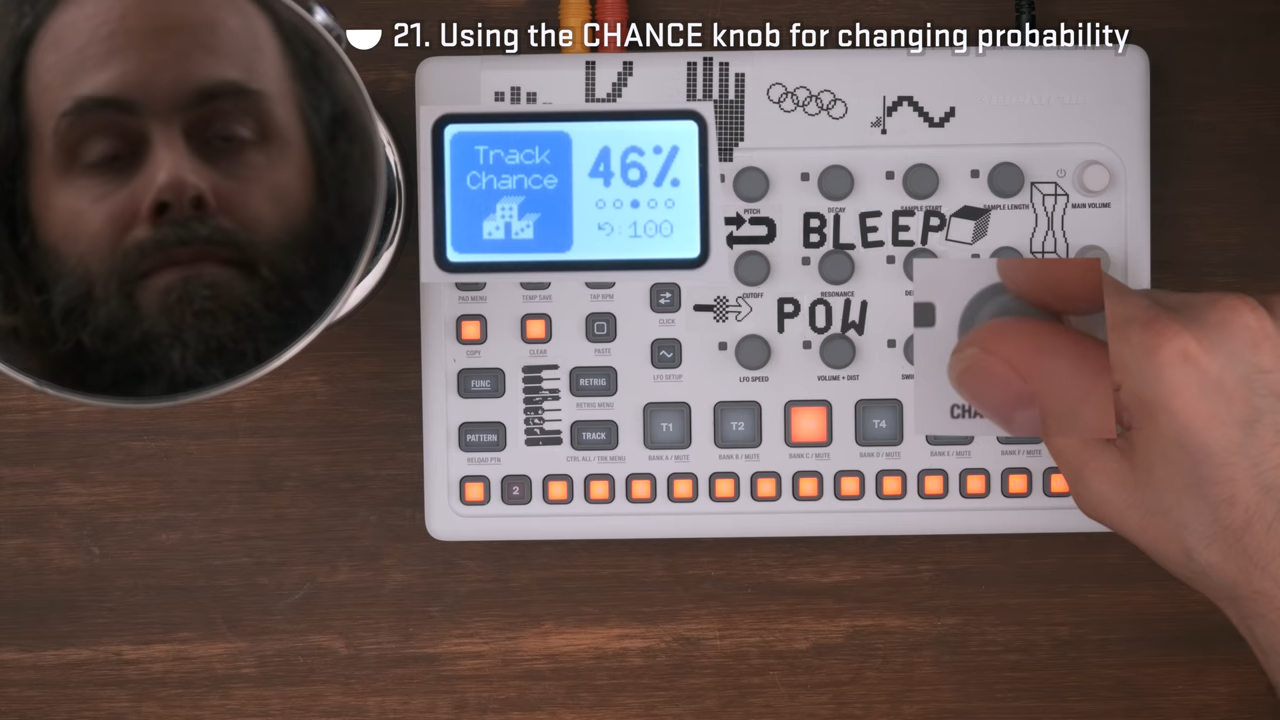 21. Using the CHANCE knob for changing probability
Track
Chance
46%
:100
PITCH
DECAY
SAMPLE START
SAMPLE LENGTH
MAIN VOLUME
BLEEP
CUTOFF
RESONANCE
DE
PAD MENU
TEMP SAVE
TAP BPM
CLICK
POW
COPY
CLEAR
PASTE
LFO SETUP
LFO SPEED
VOLUME + DIST
SWI
CHA
FUNC
RETRIG
RETRIG MENU
T1
T2
T4
PATTERN
TRACK
RELOAD PTN
CTRL ALL / TRK MENU
BANK A / MUTE
BANK B / MUTE
BANK C / MUTE
BANK D / MUTE
BANK E / MUTE
BANK F / MUTE
2